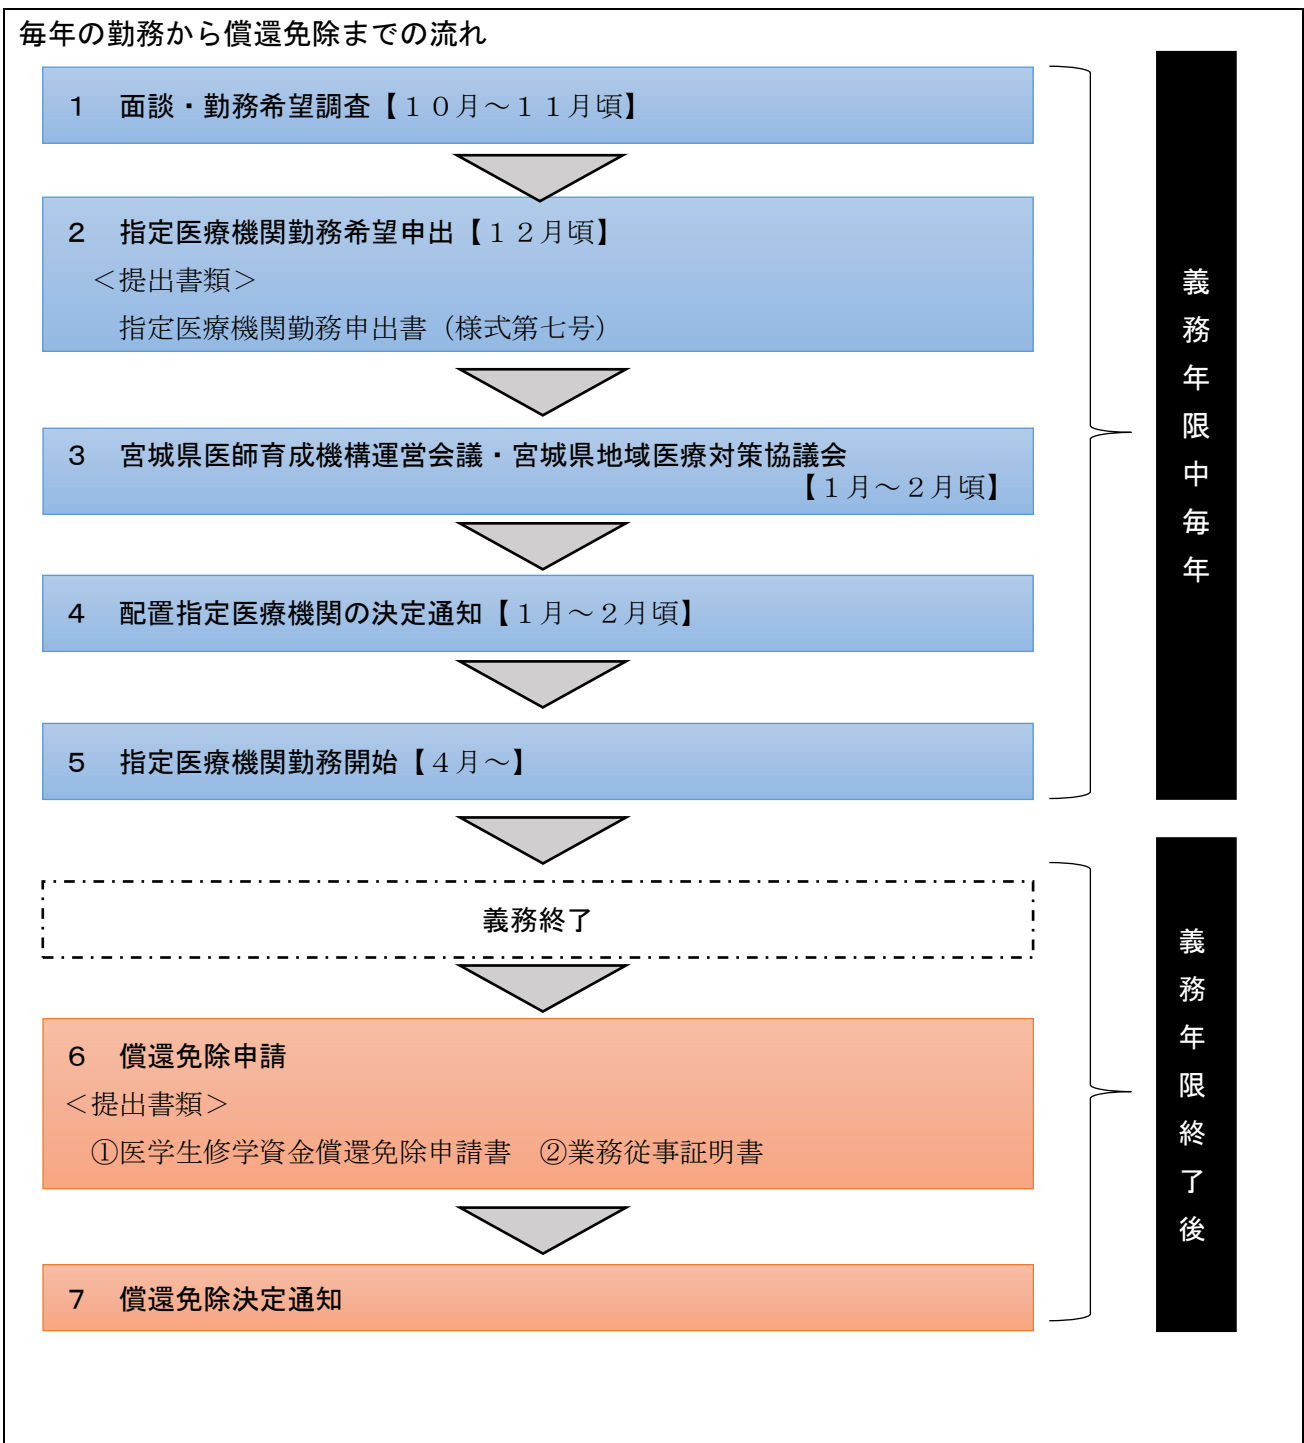 毎年の勤務から償還免除までの流れ
１　面談・勤務希望調査【１０月～１１月頃】
２　指定医療機関勤務希望申出【１２月頃】
＜提出書類＞
指定医療機関勤務申出書（様式第七号）
３　宮城県医師育成機構運営会議・宮城県地域医療対策協議会
【１月～２月頃】
４　配置指定医療機関の決定通知【１月～２月頃】
５　指定医療機関勤務開始【４月～】
義務年限中毎年
義務終了
６　償還免除申請
＜提出書類＞
①医学生修学資金償還免除申請書　②業務従事証明書
７　償還免除決定通知
義務年限終了後